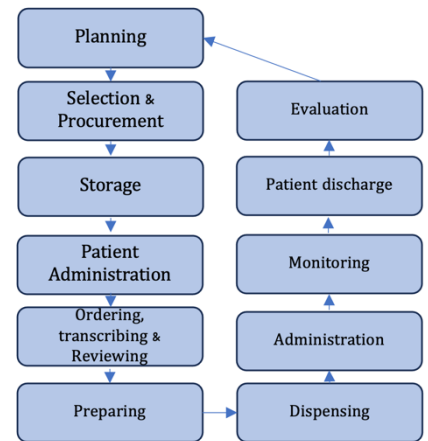 Planning
Selection &
Procurement
Storage
Patient
Administration
Ordering,
transcribing &
Reviewing
Preparing
Dispensing
Administration
Monitoring
Patient discharge
Evaluation